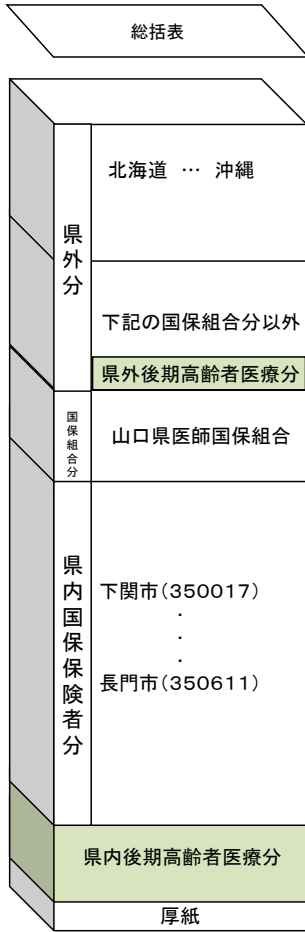 総括表
県外分
北海道 … 沖縄
下記の国保組合分以外
県外後期高齢者医療分
国保組合分
山口県医師国保組合
県内国保保険者分
下関市(350017)
・
・
・
長門市(350611)
県内後期高齢者医療分
厚紙